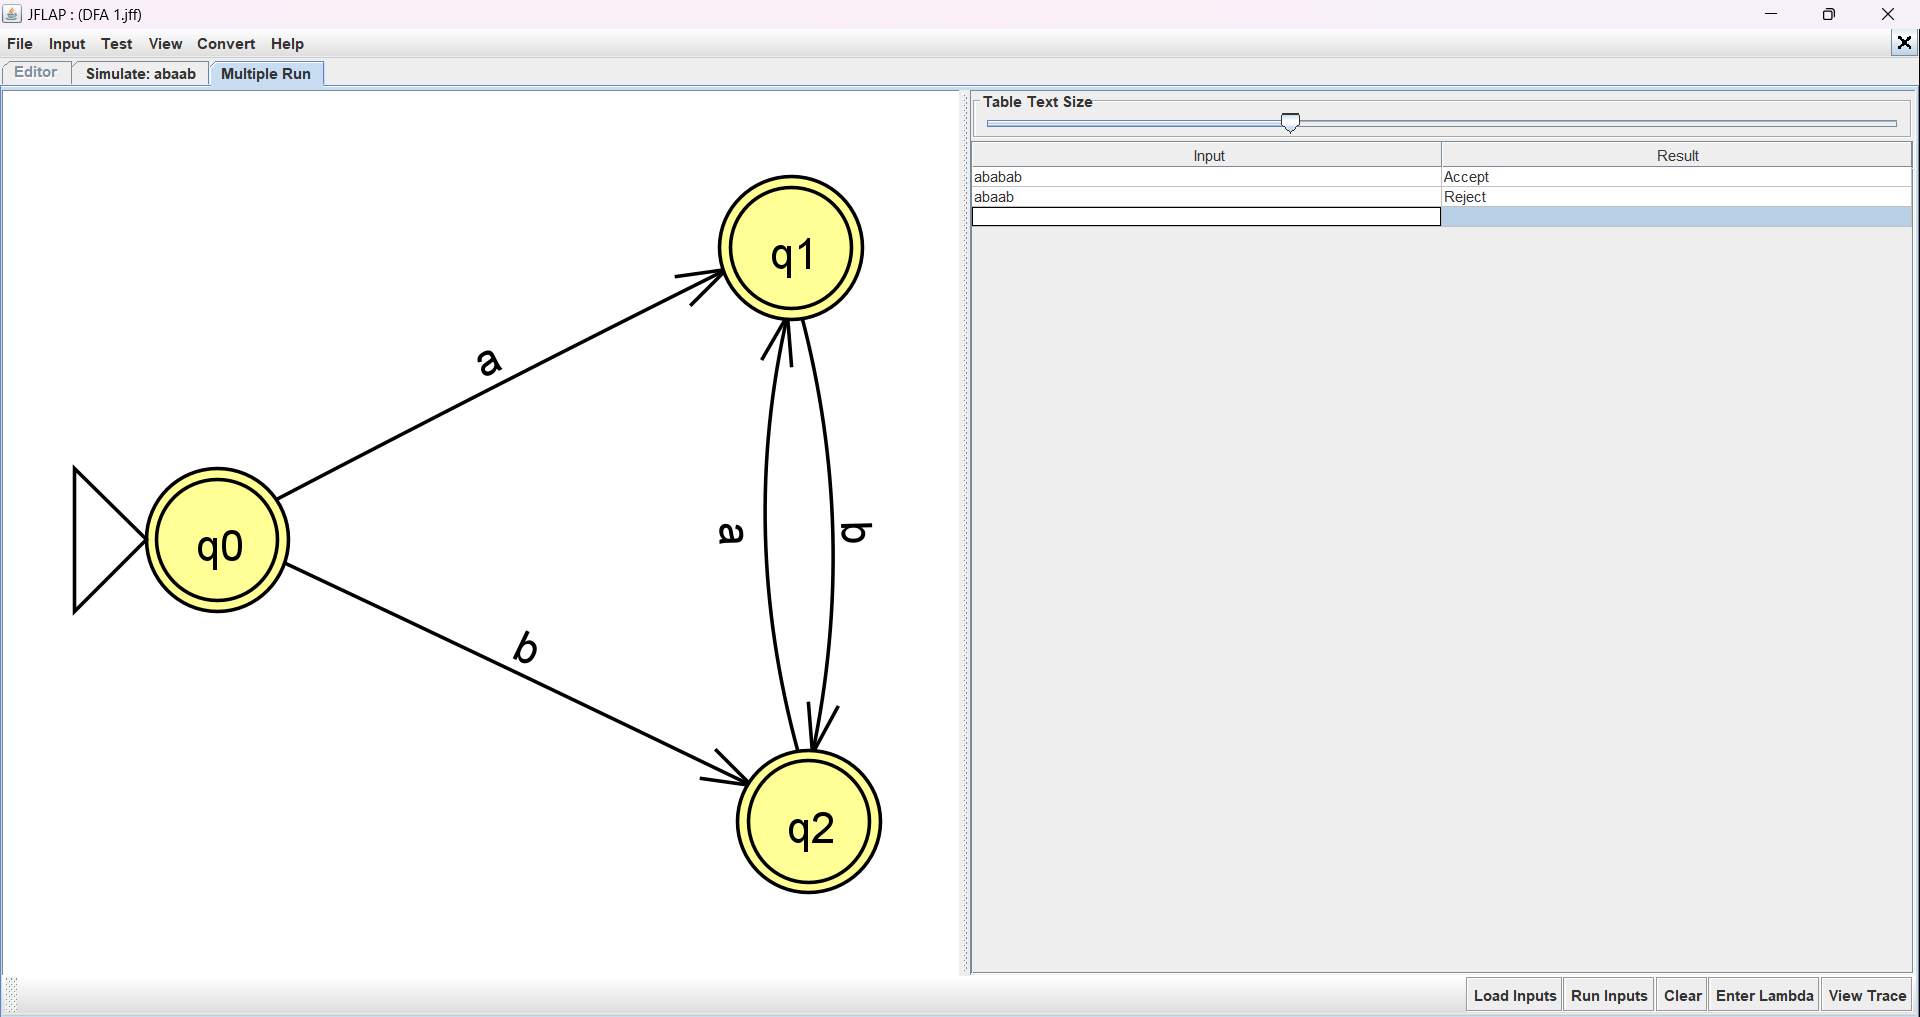 JFLAP : (DFA 1.jff)
File Input Test View Convert Help
Editor Simulate: abaab Multiple Run
Table Text Size
Input Result
ababab Accept
abaab Reject
q1
a
a
b
q0
b
q2
Load Inputs Run Inputs Clear Enter Lambda View Trace